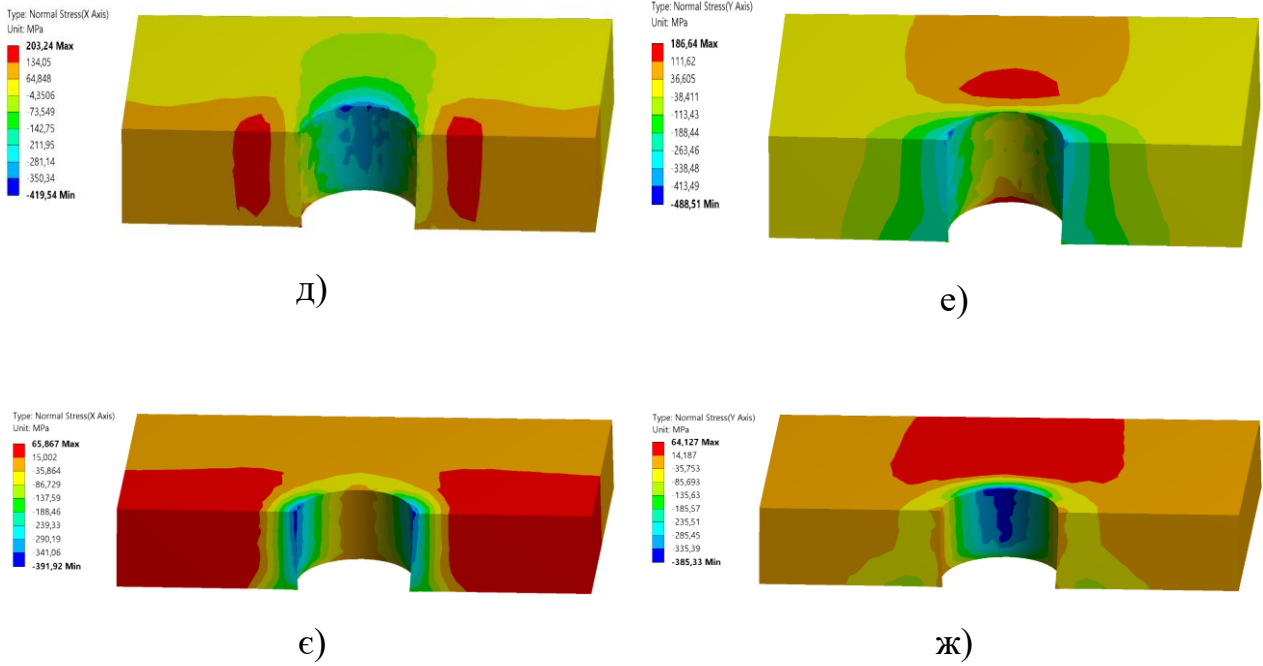 Type: Normal Stress(X Axis)
Unit: MPa
203,24 Max
134,05
64,848
-4,3506
-73,549
-142,75
-211,95
-281,14
-350,34
-419,54 Min
д)
Type: Normal Stress(Y Axis)
Unit: MPa
186,64 Max
111,62
36,605
-38,411
-113,43
-188,44
-263,46
-338,48
-413,49
-488,51 Min
е)
Type: Normal Stress(X Axis)
Unit: MPa
65,867 Max
15,002
-35,864
-86,729
-137,59
-188,46
-239,33
-290,19
-341,06
-391,92 Min
є)
Type: Normal Stress(Y Axis)
Unit: MPa
64,127 Max
14,187
-35,753
-85,693
-135,63
-185,57
-235,51
-285,45
-335,39
-385,33 Min
ж)